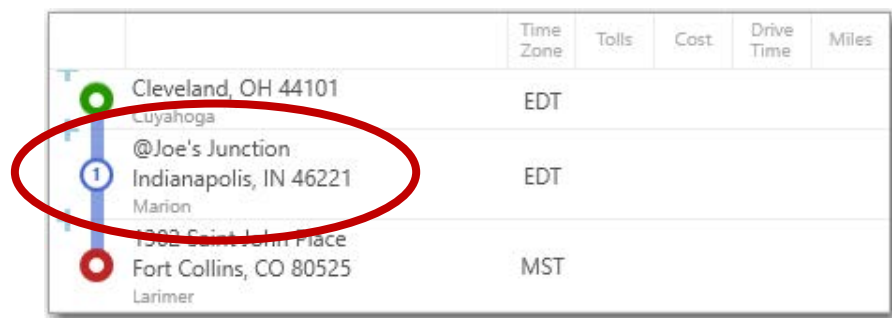 Time Zone Tolls Cost Drive Time Miles
Cleveland, OH 44101
Cuyahoga
EDT
@Joe's Junction
1 Indianapolis, IN 46221 EDT
Marion
1302 Saint John Place
Fort Collins, CO 80525 MST
Larimer